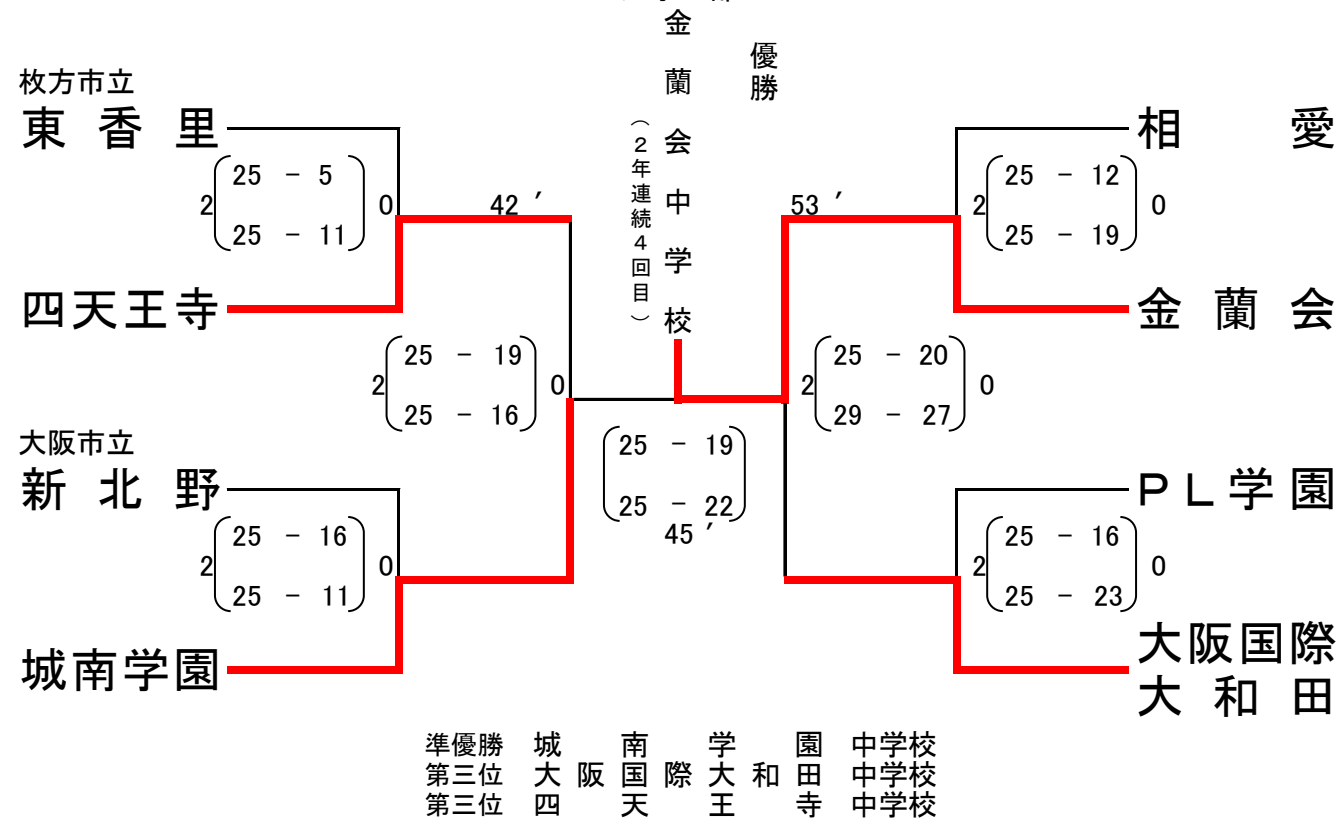 金蘭会中学校
優勝
（２年連続４回目）
枚方市立
東香里
25 - 5
2 0
25 - 11
四天王寺
42 ′
25 - 19
2 0
25 - 16
大阪市立
新北野
25 - 16
2 0
25 - 11
城南学園
25 - 19
25 - 22
45 ′
相愛
25 - 12
2 0
25 - 19
金蘭会
53 ′
25 - 20
2 0
29 - 27
ＰＬ学園
25 - 16
2 0
25 - 23
大阪国際
大和田
準優勝 城南学園 中学校
第三位 大阪国際大和田 中学校
第三位 四天王寺 中学校